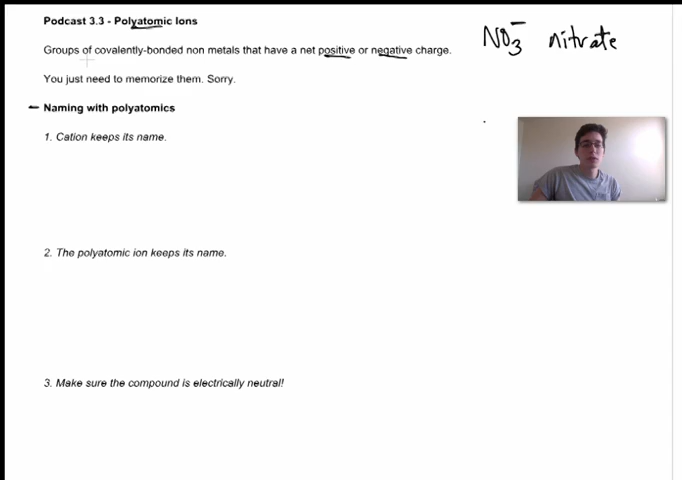 Podcast 3.3 - Polyatomic Ions
NO₃⁻ nitrate
Groups of covalently-bonded non metals that have a net positive or negative charge.
You just need to memorize them. Sorry.
Naming with polyatomics
1. Cation keeps its name.
2. The polyatomic ion keeps its name.
3. Make sure the compound is electrically neutral!